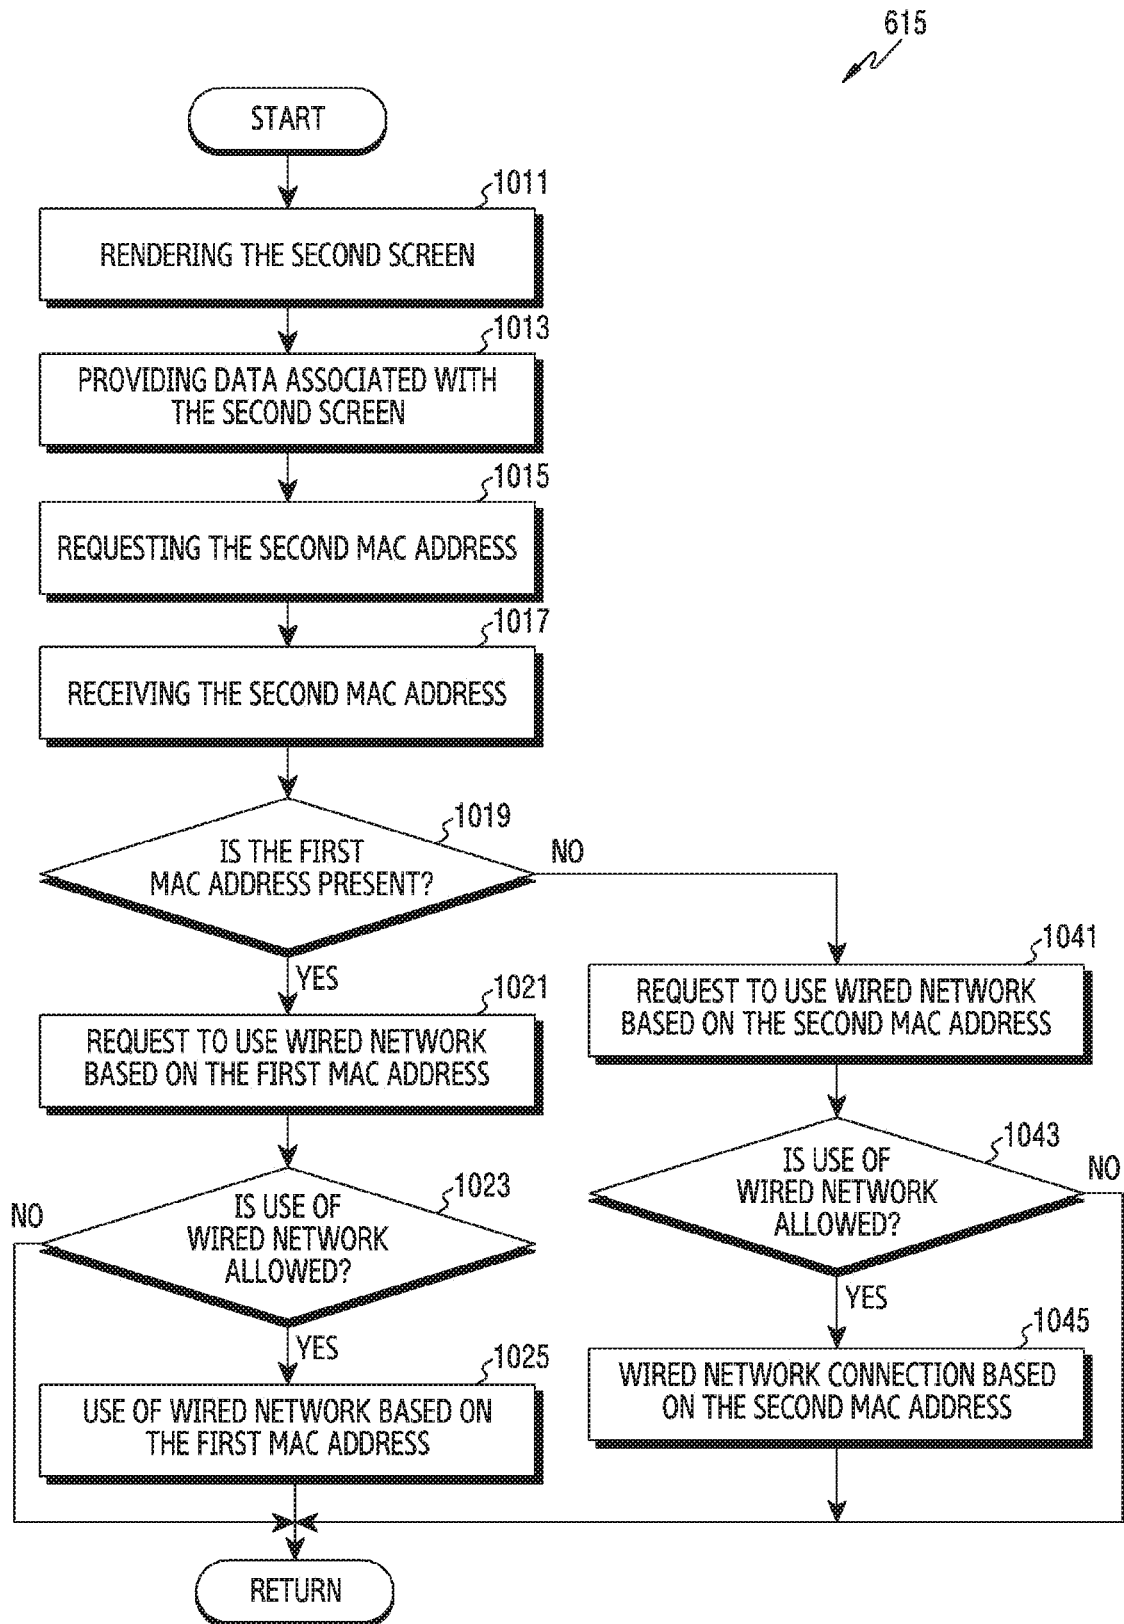 615
START
1011
RENDERING THE SECOND SCREEN
1013
PROVIDING DATA ASSOCIATED WITH
THE SECOND SCREEN
1015
REQUESTING THE SECOND MAC ADDRESS
1017
RECEIVING THE SECOND MAC ADDRESS
1019
IS THE FIRST
MAC ADDRESS PRESENT?
NO
YES
1021
REQUEST TO USE WIRED NETWORK
BASED ON THE FIRST MAC ADDRESS
1023
IS USE OF
WIRED NETWORK
ALLOWED?
NO
YES
1025
USE OF WIRED NETWORK BASED ON
THE FIRST MAC ADDRESS
1041
REQUEST TO USE WIRED NETWORK
BASED ON THE SECOND MAC ADDRESS
1043
IS USE OF
WIRED NETWORK
ALLOWED?
NO
YES
1045
WIRED NETWORK CONNECTION BASED
ON THE SECOND MAC ADDRESS
RETURN